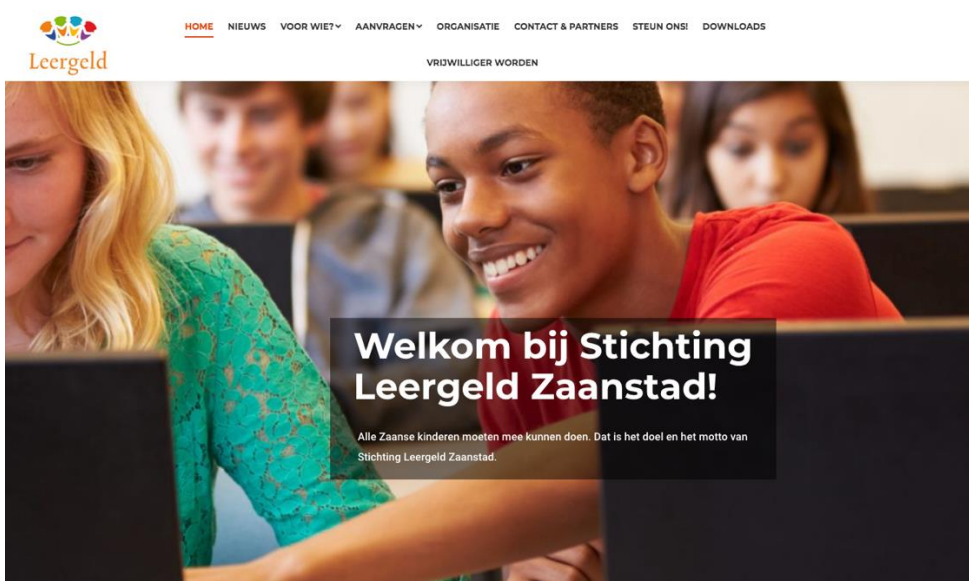 HOME NIEUWS VOOR WIE? AANVRAGEN ORGANISATIE CONTACT & PARTNERS STEUN ONS! DOWNLOADS
Leergeld
VRIJWILLIGER WORDEN
Welkom bij Stichting
Leergeld Zaanstad!
Alle Zaanse kinderen moeten mee kunnen doen. Dat is het doel en het motto van
Stichting Leergeld Zaanstad.